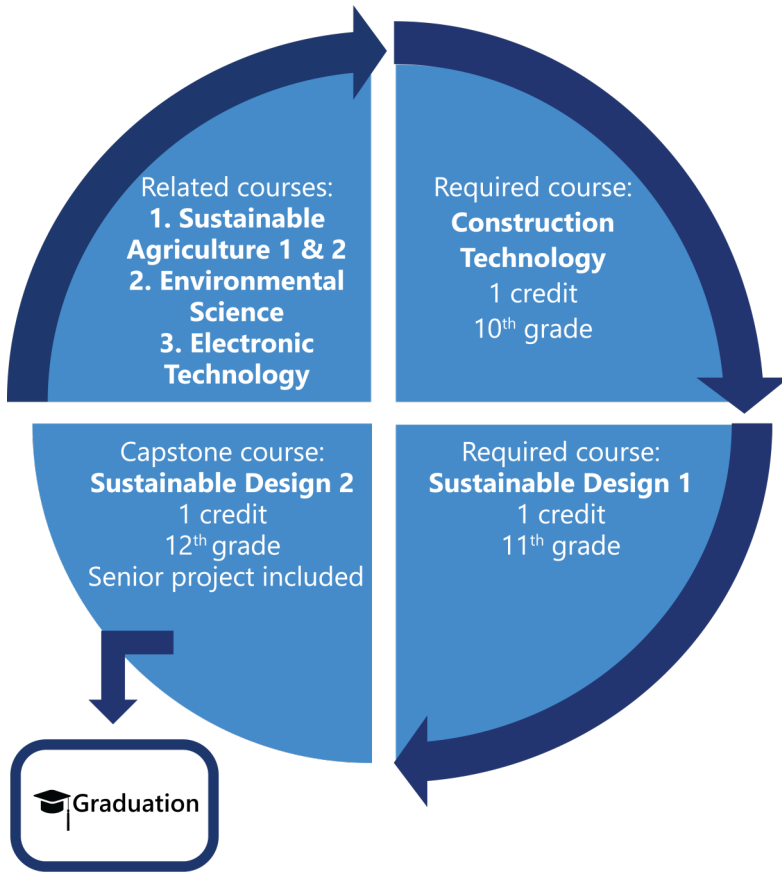 Related courses:
1. Sustainable
Agriculture 1 & 2
2. Environmental
Science
3. Electronic
Technology
Required course:
Construction
Technology
1 credit
10th grade
Required course:
Sustainable Design 1
1 credit
11th grade
Capstone course:
Sustainable Design 2
1 credit
12th grade
Senior project included
Graduation